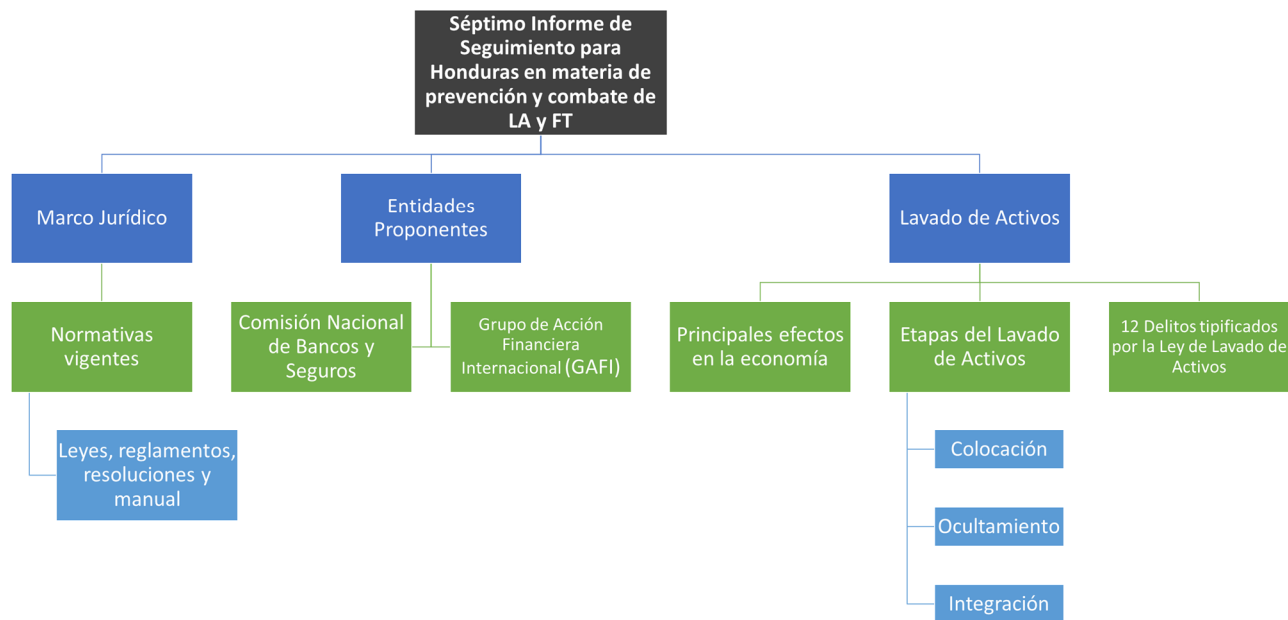 Séptimo Informe de
Seguimiento para
Honduras en materia de
prevención y combate de
LA y FT
Marco Jurídico
Entidades
Proponentes
Lavado de Activos
Normativas
vigentes
Comisión Nacional
de Bancos y
Seguros
Grupo de Acción
Financiera
Internacional (GAFI)
Principales efectos
en la economía
Etapas del Lavado
de Activos
12 Delitos tipificados
por la Ley de Lavado de
Activos
Leyes, reglamentos,
resoluciones y
manual
Colocación
Ocultamiento
Integración